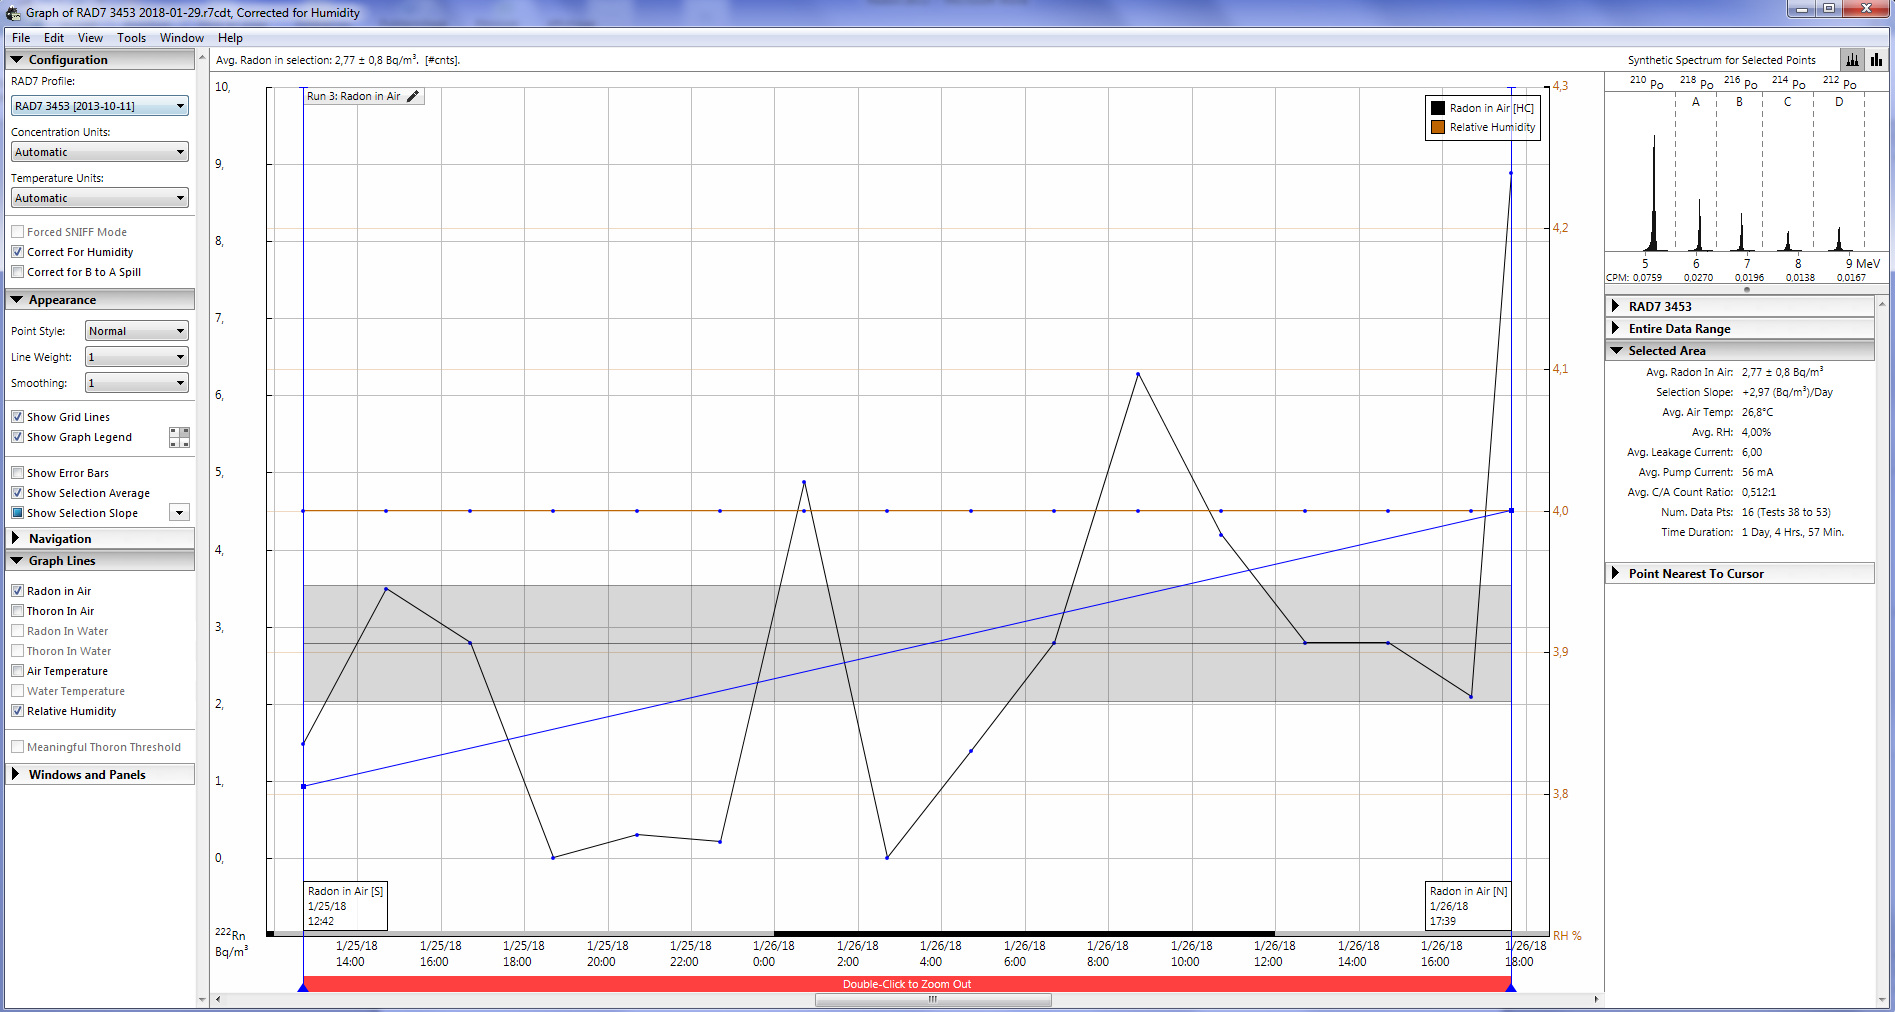 Graph of RAD7 3453 2018-01-29.r7cdt, Corrected for Humidity
File Edit View Tools Window Help
Configuration
RAD7 Profile:
RAD7 3453 [2013-10-11]
Concentration Units:
Automatic
Temperature Units:
Automatic
Forced SNIFF Mode
Correct For Humidity
Correct for B to A Spill
Appearance
Point Style: Normal
Line Weight: 1
Smoothing: 1
Show Grid Lines
Show Graph Legend
Show Error Bars
Show Selection Average
Show Selection Slope
Navigation
Graph Lines
Radon in Air
Thoron In Air
Radon In Water
Thoron In Water
Air Temperature
Water Temperature
Relative Humidity
Meaningful Thoron Threshold
Windows and Panels
Avg. Radon in selection: 2,77 ± 0,8 Bq/m³. [#cnts].
Run 3: Radon in Air
Radon in Air [HC]
Relative Humidity
10,
9,
8,
7,
6,
5,
4,
3,
2,
1,
0,
²²²Rn
Bq/m³
4,3
4,2
4,1
4,0
3,9
3,8
RH %
Radon in Air [S]
1/25/18
12:42
Radon in Air [N]
1/26/18
17:39
1/25/18 1/25/18 1/25/18 1/25/18 1/25/18 1/26/18 1/26/18 1/26/18 1/26/18 1/26/18 1/26/18 1/26/18 1/26/18 1/26/18 1/26/18
14:00 16:00 18:00 20:00 22:00 0:00 2:00 4:00 6:00 8:00 10:00 12:00 14:00 16:00 18:00
Double-Click to Zoom Out
Synthetic Spectrum for Selected Points
²¹⁰Po ²¹⁸Po ²¹⁶Po ²¹⁴Po ²¹²Po
A B C D
5 6 7 8 9 MeV
CPM: 0,0759 0,0270 0,0196 0,0138 0,0167
RAD7 3453
Entire Data Range
Selected Area
Avg. Radon In Air: 2,77 ± 0,8 Bq/m³
Selection Slope: +2,97 (Bq/m³)/Day
Avg. Air Temp: 26,8°C
Avg. RH: 4,00%
Avg. Leakage Current: 6,00
Avg. Pump Current: 56 mA
Avg. C/A Count Ratio: 0,512:1
Num. Data Pts: 16 (Tests 38 to 53)
Time Duration: 1 Day, 4 Hrs., 57 Min.
Point Nearest To Cursor